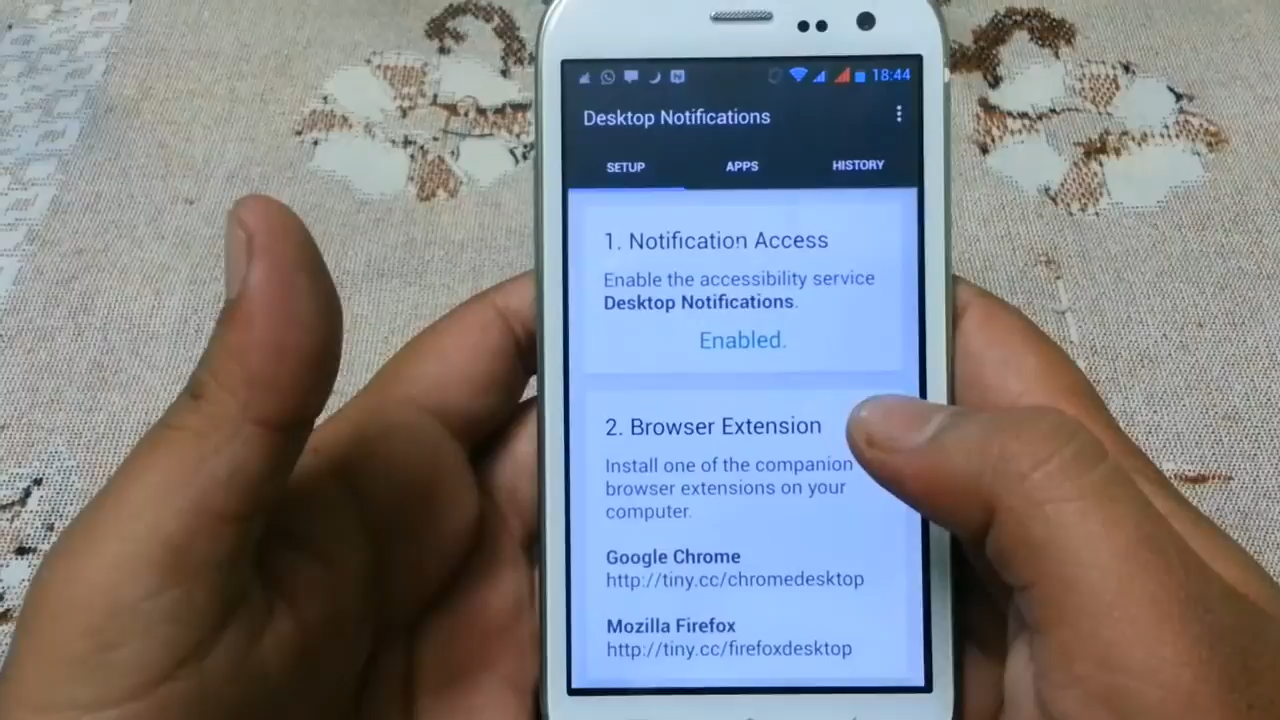 18:44
Desktop Notifications
SETUP
APPS
HISTORY
1. Notification Access
Enable the accessibility service
Desktop Notifications.
Enabled.
2. Browser Extension
Install one of the companion
browser extensions on your
computer.
Google Chrome
http://tiny.cc/chromedesktop
Mozilla Firefox
http://tiny.cc/firefoxdesktop